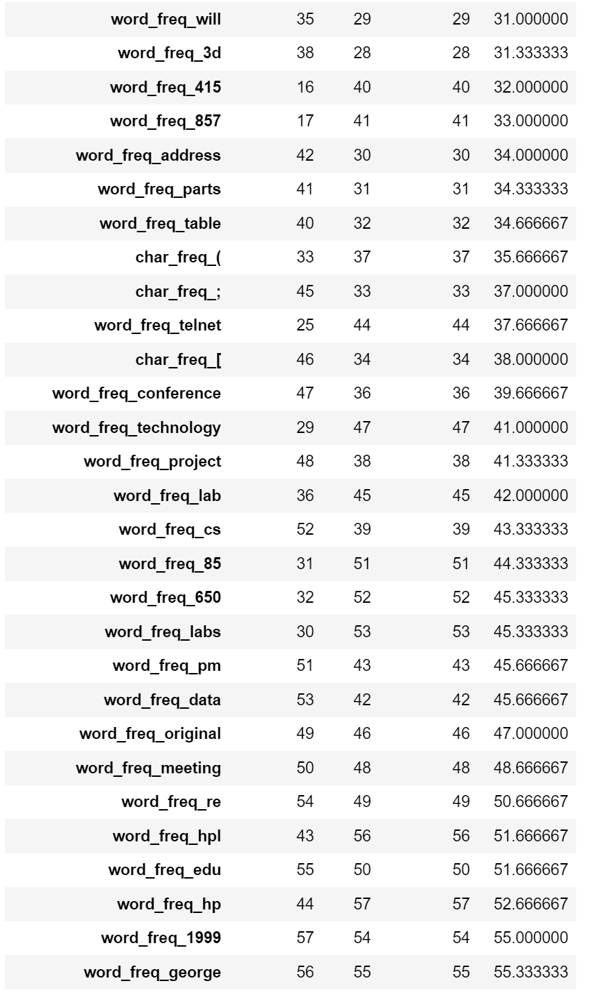 word_freq_will 35 29 29 31.000000
word_freq_3d 38 28 28 31.333333
word_freq_415 16 40 40 32.000000
word_freq_857 17 41 41 33.000000
word_freq_address 42 30 30 34.000000
word_freq_parts 41 31 31 34.333333
word_freq_table 40 32 32 34.666667
char_freq_( 33 37 37 35.666667
char_freq_; 45 33 33 37.000000
word_freq_telnet 25 44 44 37.666667
char_freq_[ 46 34 34 38.000000
word_freq_conference 47 36 36 39.666667
word_freq_technology 29 47 47 41.000000
word_freq_project 48 38 38 41.333333
word_freq_lab 36 45 45 42.000000
word_freq_cs 52 39 39 43.333333
word_freq_85 31 51 51 44.333333
word_freq_650 32 52 52 45.333333
word_freq_labs 30 53 53 45.333333
word_freq_pm 51 43 43 45.666667
word_freq_data 53 42 42 45.666667
word_freq_original 49 46 46 47.000000
word_freq_meeting 50 48 48 48.666667
word_freq_re 54 49 49 50.666667
word_freq_hpl 43 56 56 51.666667
word_freq_edu 55 50 50 51.666667
word_freq_hp 44 57 57 52.666667
word_freq_1999 57 54 54 55.000000
word_freq_george 56 55 55 55.333333